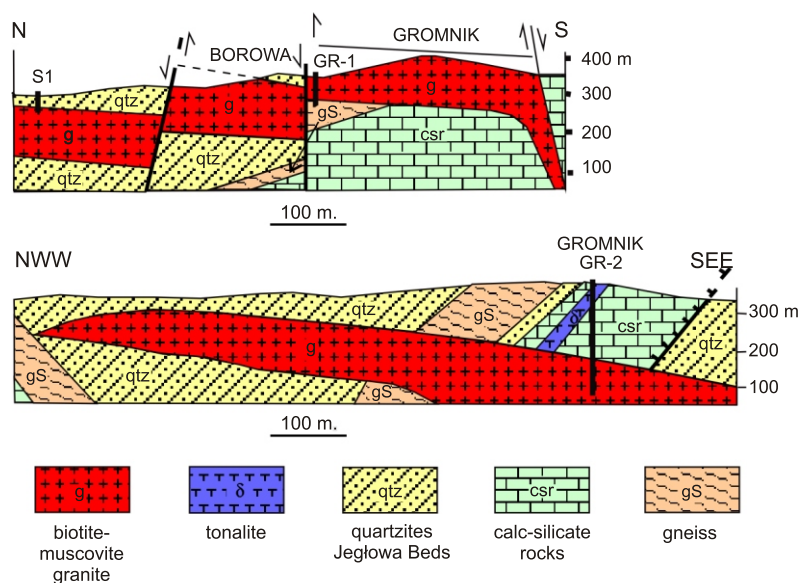 N
BOROWA
GROMNIK
S
S1
GR-1
400 m
300
200
100
qtz
g
qtz
g
qtz
gS
g
csr
100 m.
NWW
GROMNIK
GR-2
SEE
qtz
gS
δ
csr
qtz
g
qtz
gS
gS
300 m
200
100
100 m.
g
δ
qtz
csr
gS
biotite-
muscovite
granite
tonalite
quartzites
Jegłowa Beds
calc-silicate
rocks
gneiss